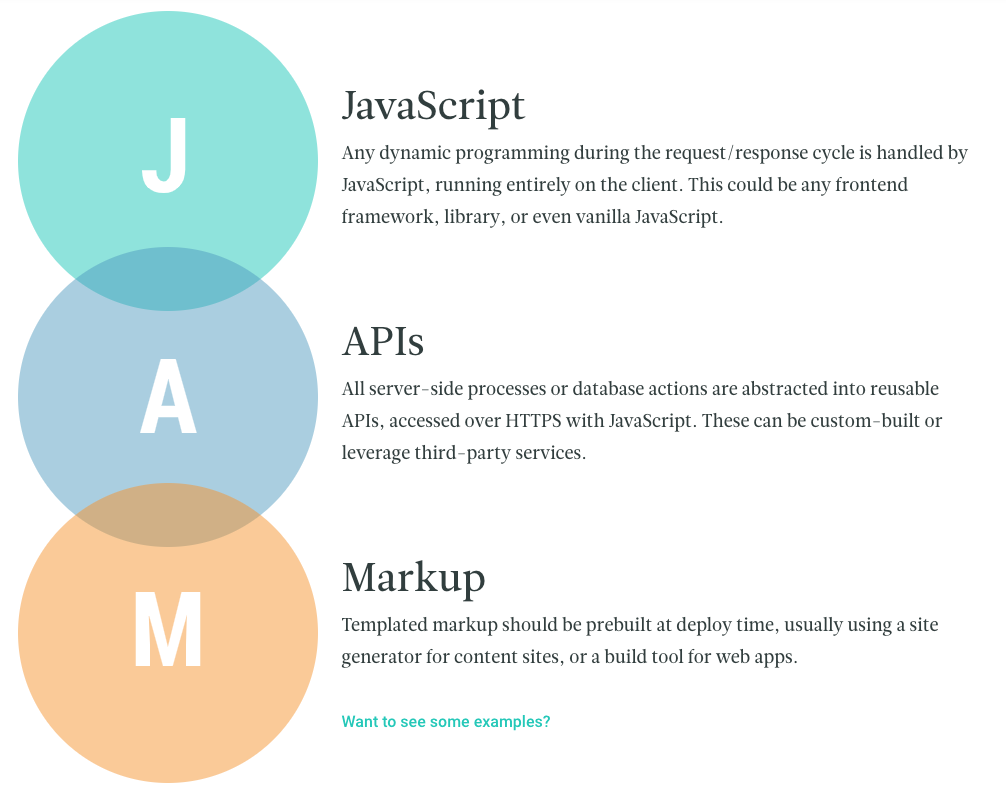 J
JavaScript
Any dynamic programming during the request/response cycle is handled by
JavaScript, running entirely on the client. This could be any frontend
framework, library, or even vanilla JavaScript.
A
APIs
All server-side processes or database actions are abstracted into reusable
APIs, accessed over HTTPS with JavaScript. These can be custom-built or
leverage third-party services.
M
Markup
Templated markup should be prebuilt at deploy time, usually using a site
generator for content sites, or a build tool for web apps.
Want to see some examples?